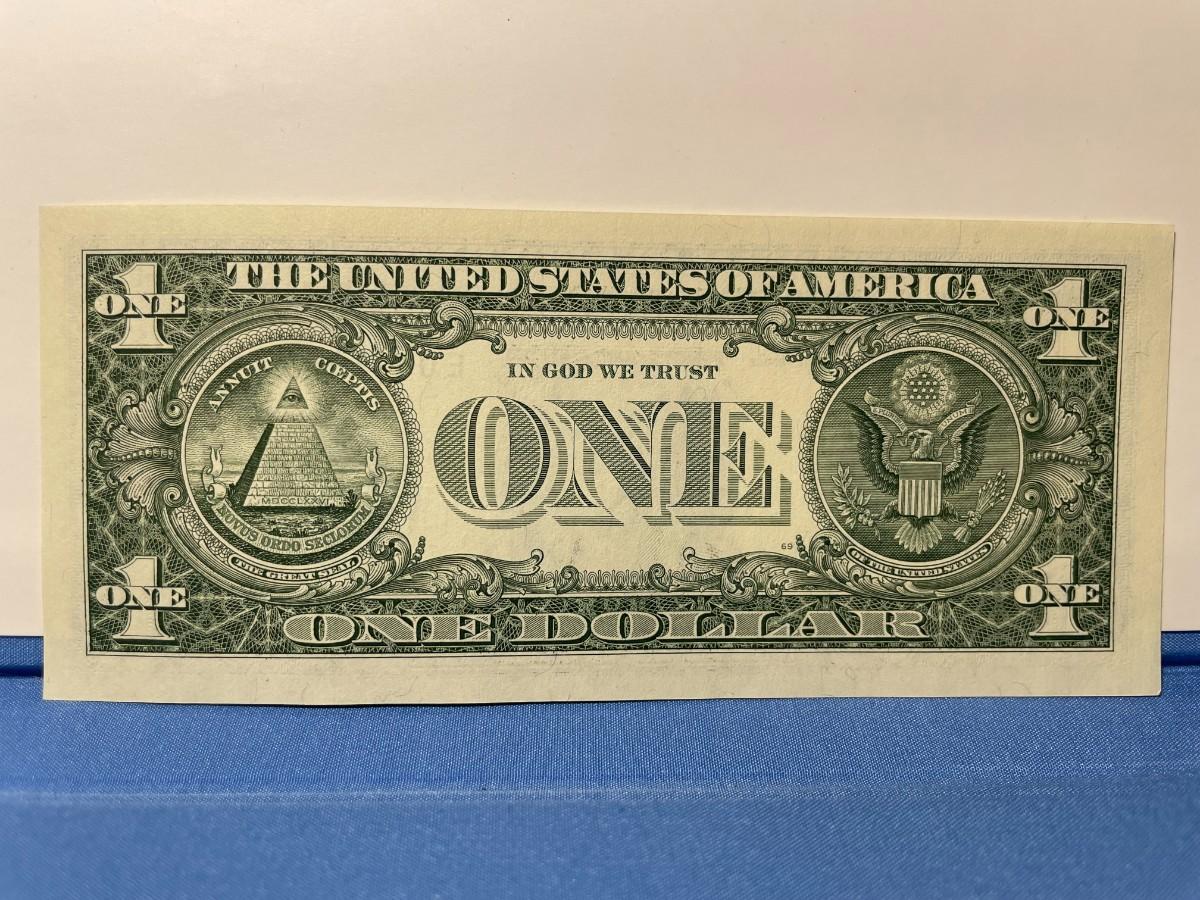 THE UNITED STATES OF AMERICA
1
ONE
1
ONE
ANNUIT CŒPTIS
IN GOD WE TRUST
ONE
MDCCLXXVI
NOVUS ORDO SECLORUM
69
THE GREAT SEAL
OF THE UNITED STATES
1
ONE
1
ONE
ONE DOLLAR